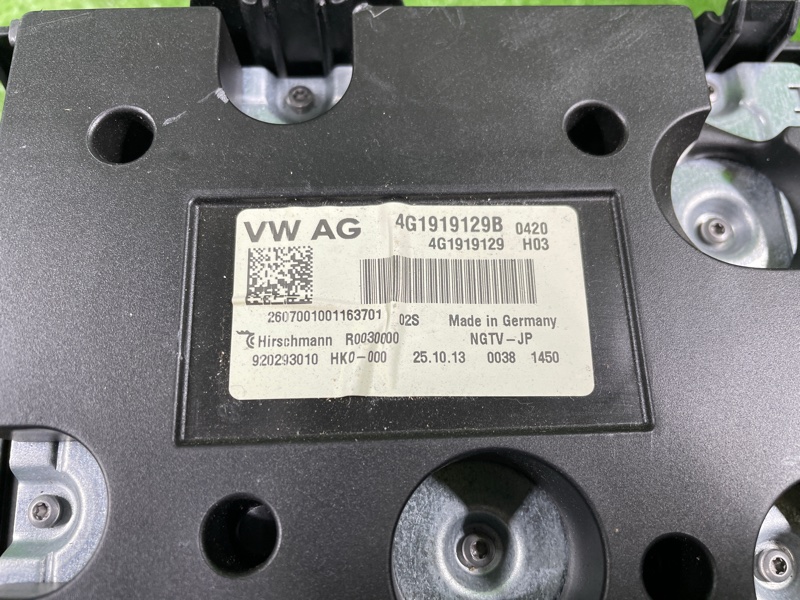 VW AG 4G1919129B 0420
4G1919129 H03
2607001001163701 02S Made in Germany
Hirschmann R0030000 NGTV-JP
920293010 HK0-000 25.10.13 0038 1450